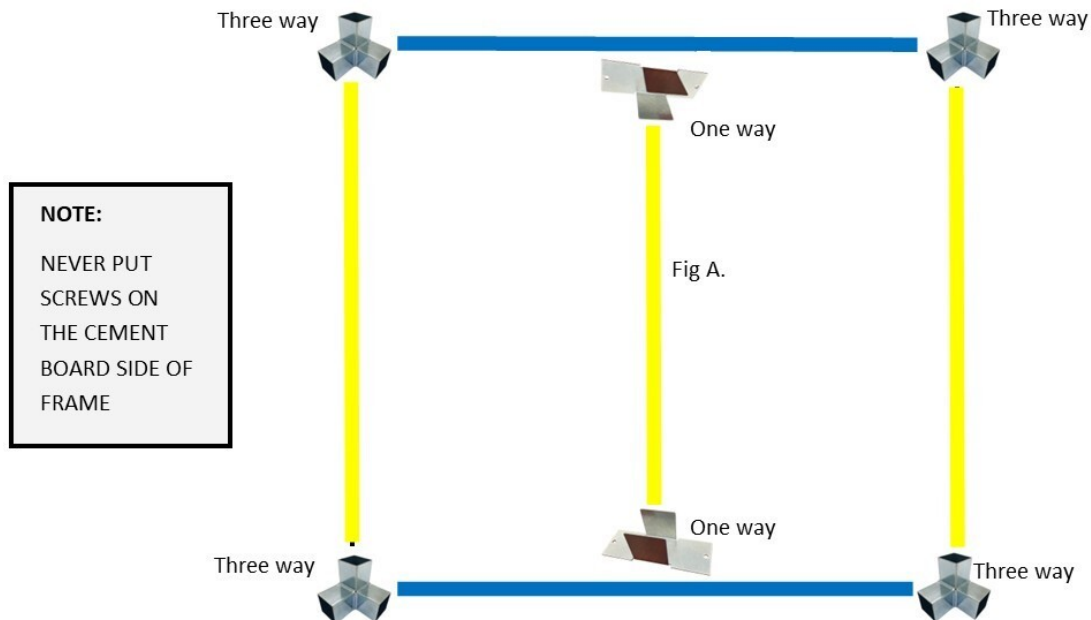 Three way
Three way
One way
NOTE:
NEVER PUT
SCREWS ON
THE CEMENT
BOARD SIDE OF
FRAME
Fig A.
One way
Three way
Three way